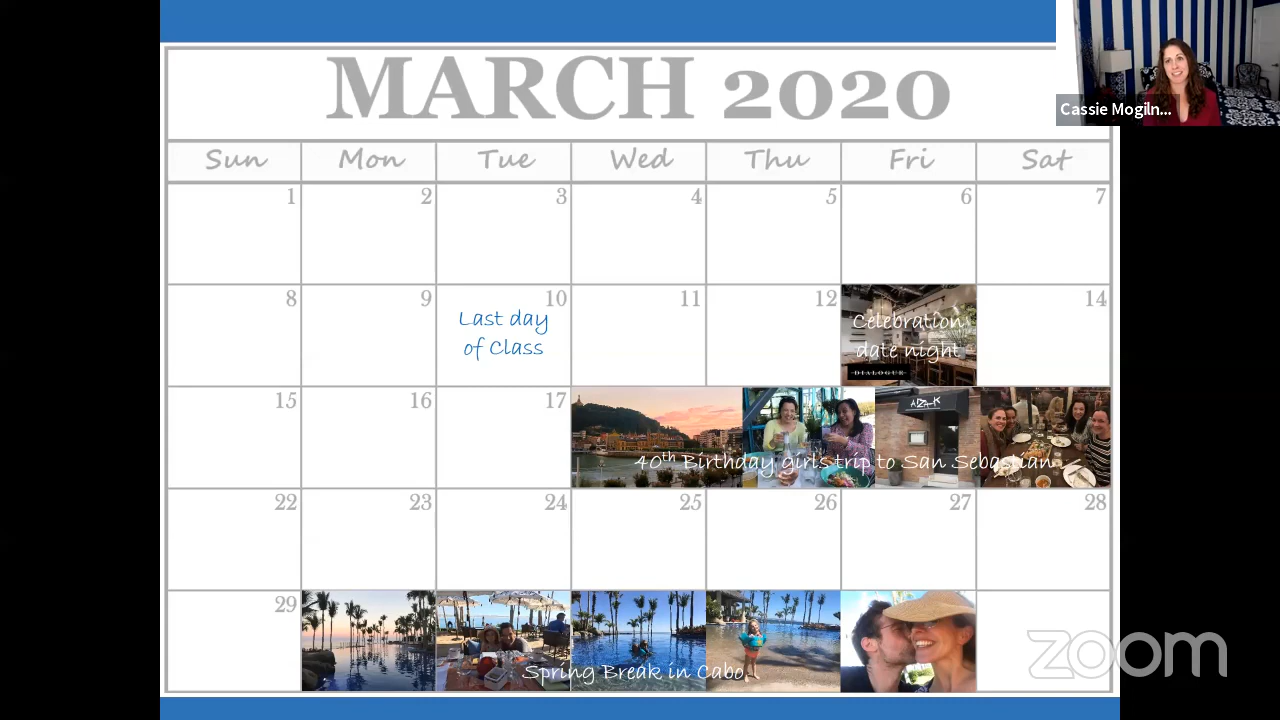 MARCH 2020
Cassie Mogiln...
Sun Mon Tue Wed Thu Fri Sat
1 2 3 4 5 6 7
8 9 10 11 12 14
Last day
of Class
Celebration
date night
DIALOGUE
15 16 17
40th Birthday girls trip to San Sebastian
22 23 24 25 26 27 28
29
Spring Break in Cabo
zoom